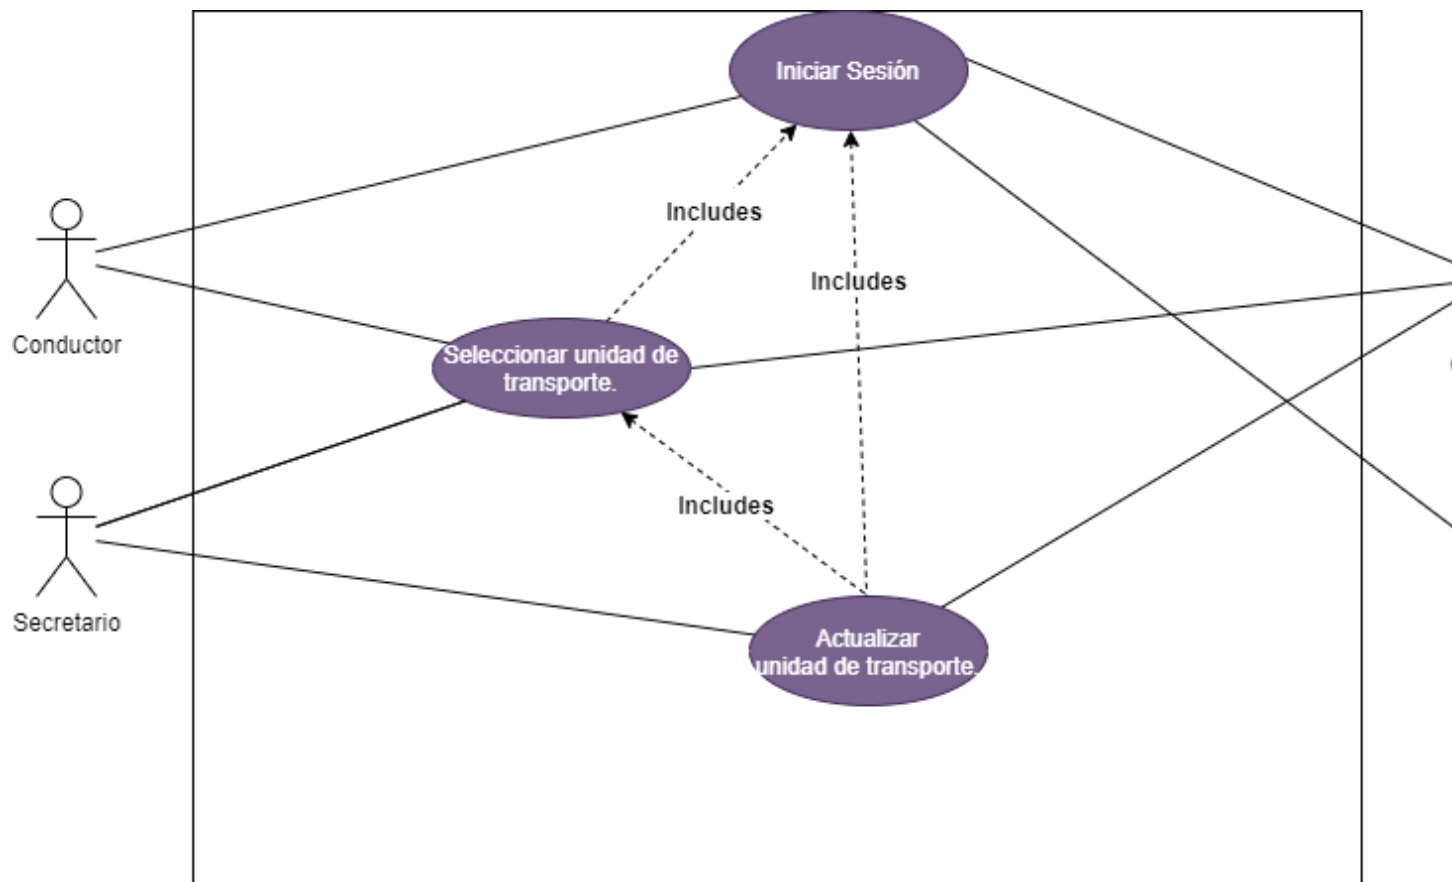 Iniciar Sesión
Includes
Includes
Conductor
Seleccionar unidad de
transporte.
Includes
Secretario
Actualizar
unidad de transporte.